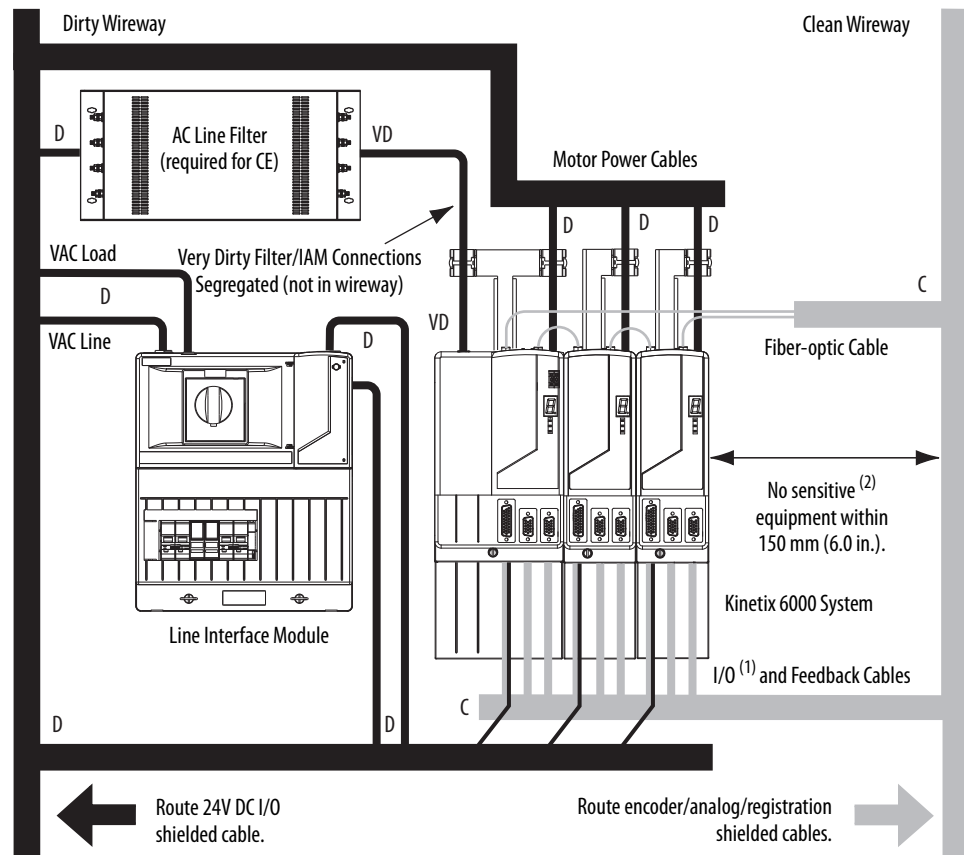 Dirty Wireway
Clean Wireway
D
AC Line Filter
(required for CE)
VD
Motor Power Cables
D
D
D
Very Dirty Filter/IAM Connections
Segregated (not in wireway)
VAC Load
D
VAC Line
D
VD
C
Fiber-optic Cable
No sensitive (2)
equipment within
150 mm (6.0 in.).
Kinetix 6000 System
Line Interface Module
I/O (1) and Feedback Cables
C
D
D
Route 24V DC I/O
shielded cable.
Route encoder/analog/registration
shielded cables.